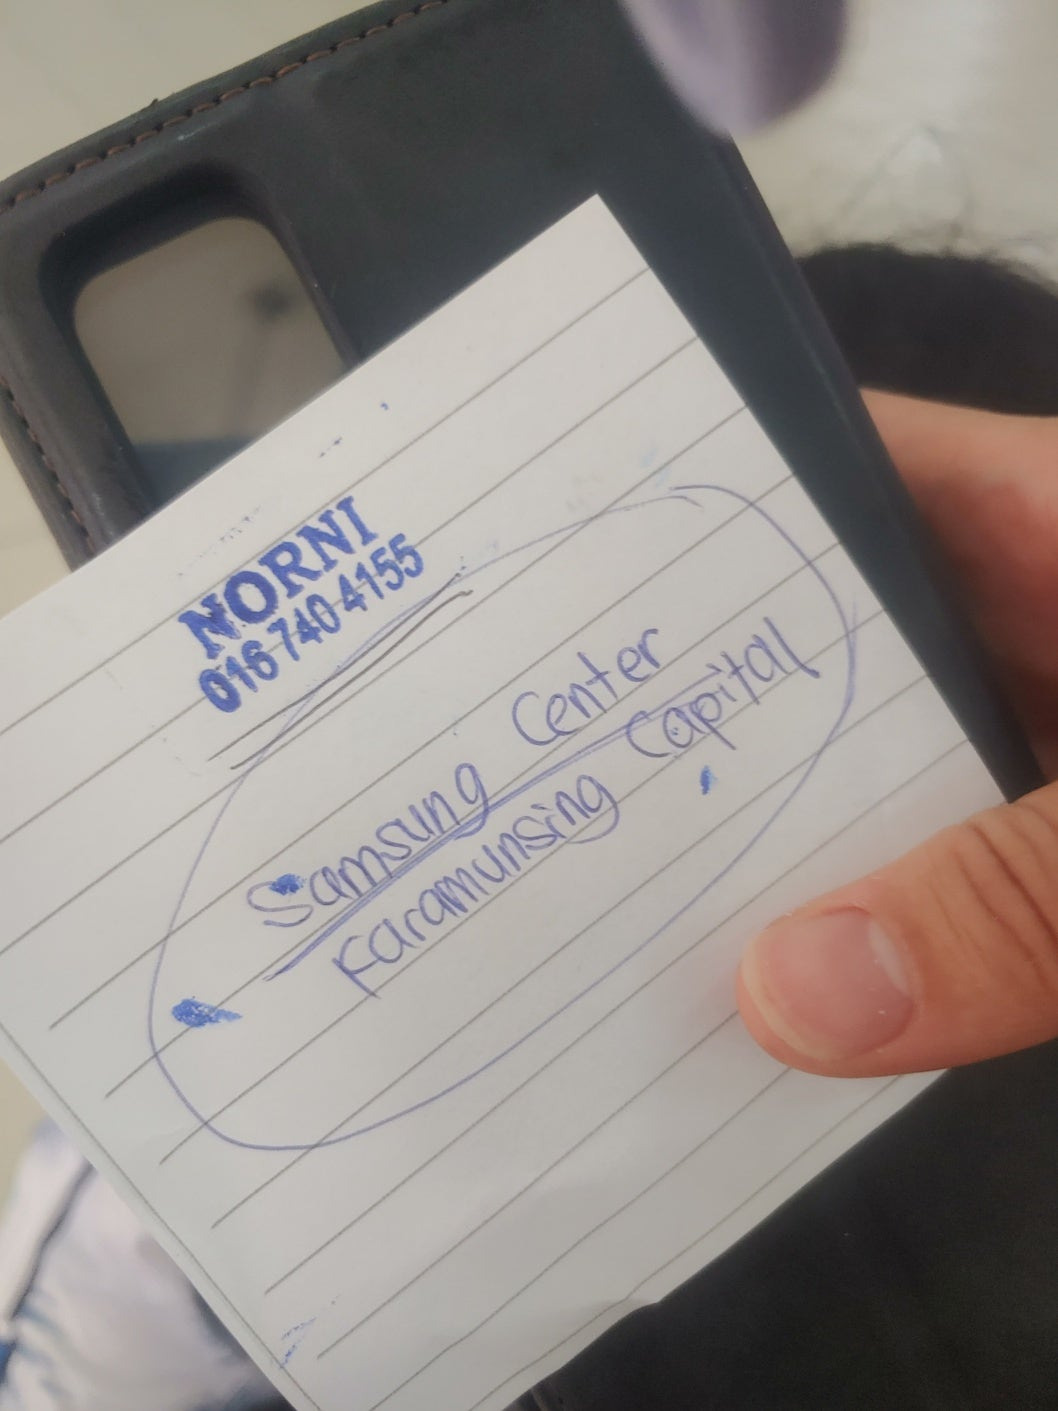 NORNI
016 740 4155
Samsung Center
Karamunsing Capital